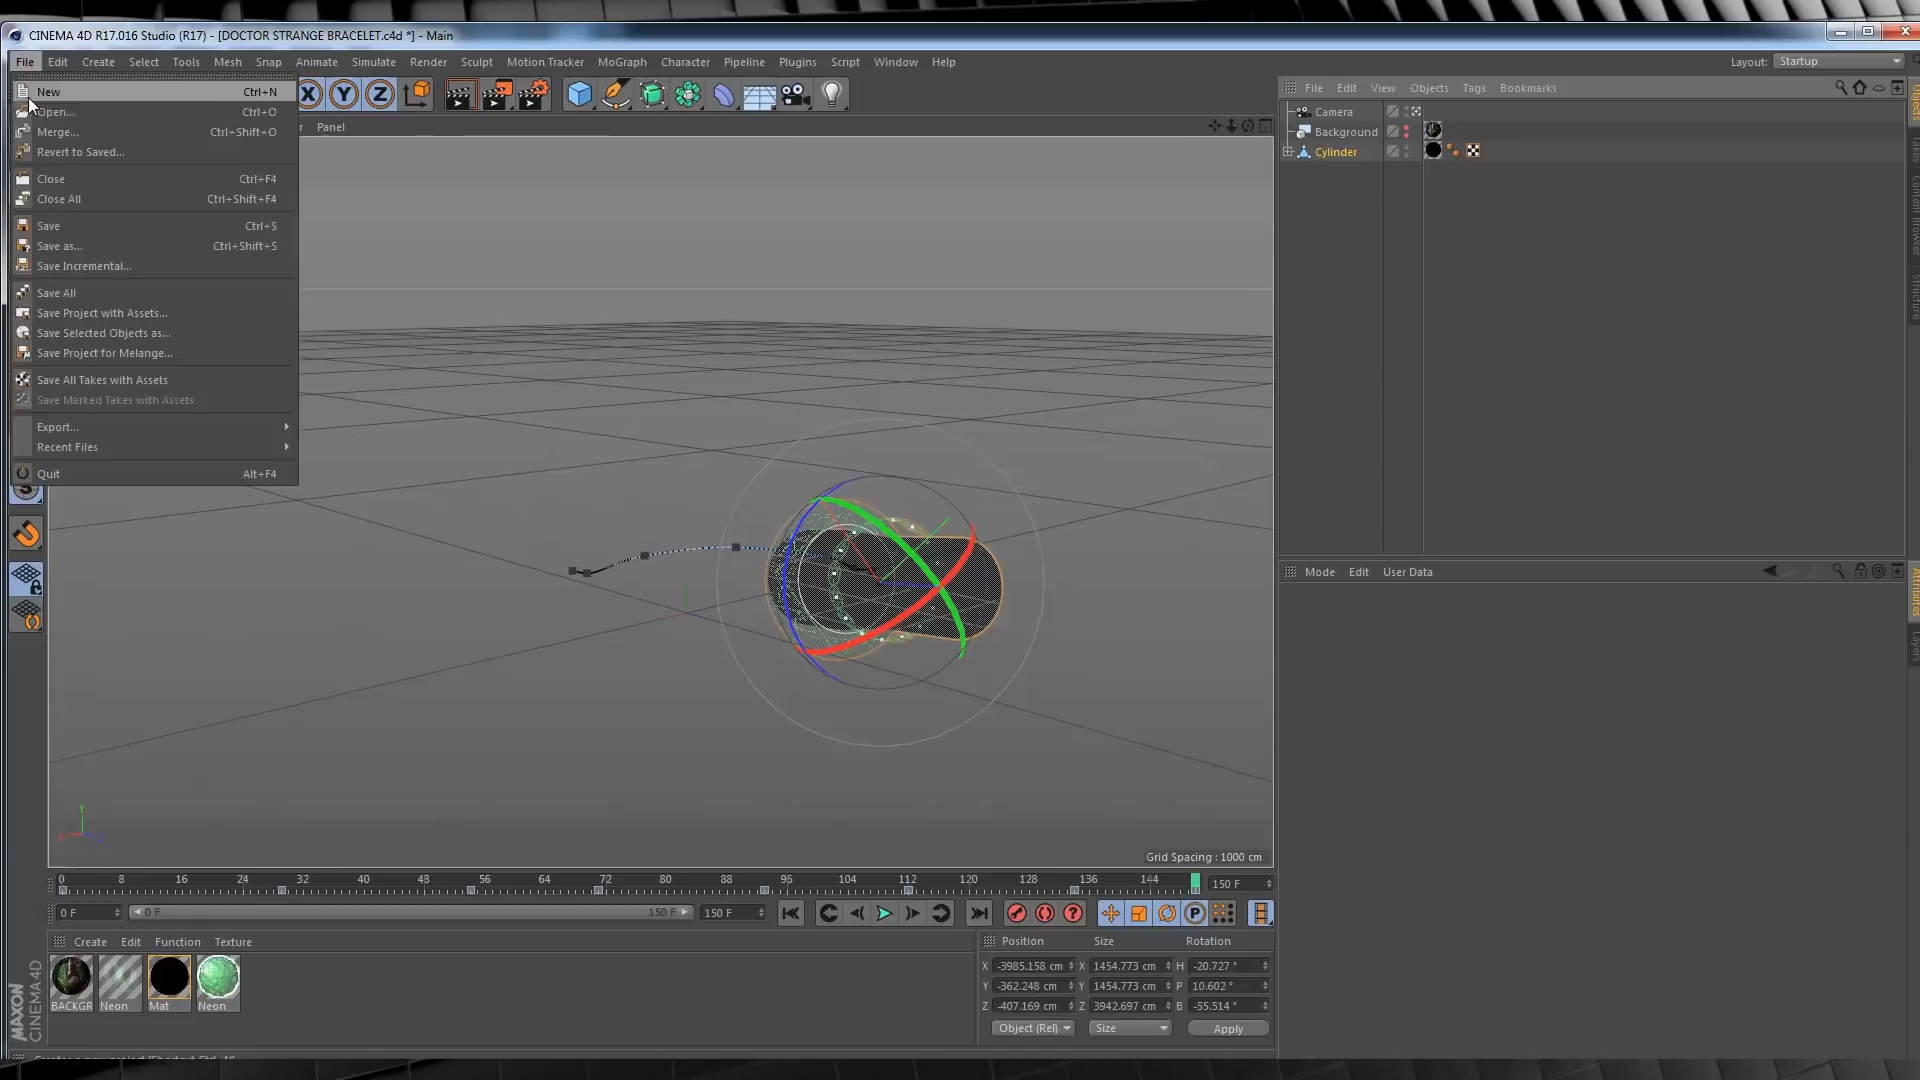 CINEMA 4D R17.016 Studio (R17) - [DOCTOR STRANGE BRACELET.c4d *] - Main
File Edit Create Select Tools Mesh Snap Animate Simulate Render Sculpt Motion Tracker MoGraph Character Pipeline Plugins Script Window Help
Layout: Startup
New Ctrl+N
Open... Ctrl+O
Merge... Ctrl+Shift+O
Revert to Saved...
Close Ctrl+F4
Close All Ctrl+Shift+F4
Save Ctrl+S
Save as... Ctrl+Shift+S
Save Incremental...
Save All
Save Project with Assets...
Save Selected Objects as...
Save Project for Melange...
Save All Takes with Assets
Save Marked Takes with Assets
Export...
Recent Files
Quit Alt+F4
X Y Z
Panel
File Edit View Objects Tags Bookmarks
Camera
Background
Cylinder
Objects
Takes
Content Browser
Structure
Mode Edit User Data
Attributes
Layers
Y
Grid Spacing : 1000 cm
0 8 16 24 32 40 48 56 64 72 80 88 96 104 112 120 128 136 144
150 F
0 F
0 F
150 F
150 F
P
Create Edit Function Texture
BACKGR
Neon
Mat
Neon
Position Size Rotation
X -3985.158 cm X 1454.773 cm H -20.727 °
Y -362.248 cm Y 1454.773 cm P 10.602 °
Z -407.169 cm Z 3942.697 cm B -55.514 °
Object (Rel) Size Apply
MAXON
CINEMA 4D